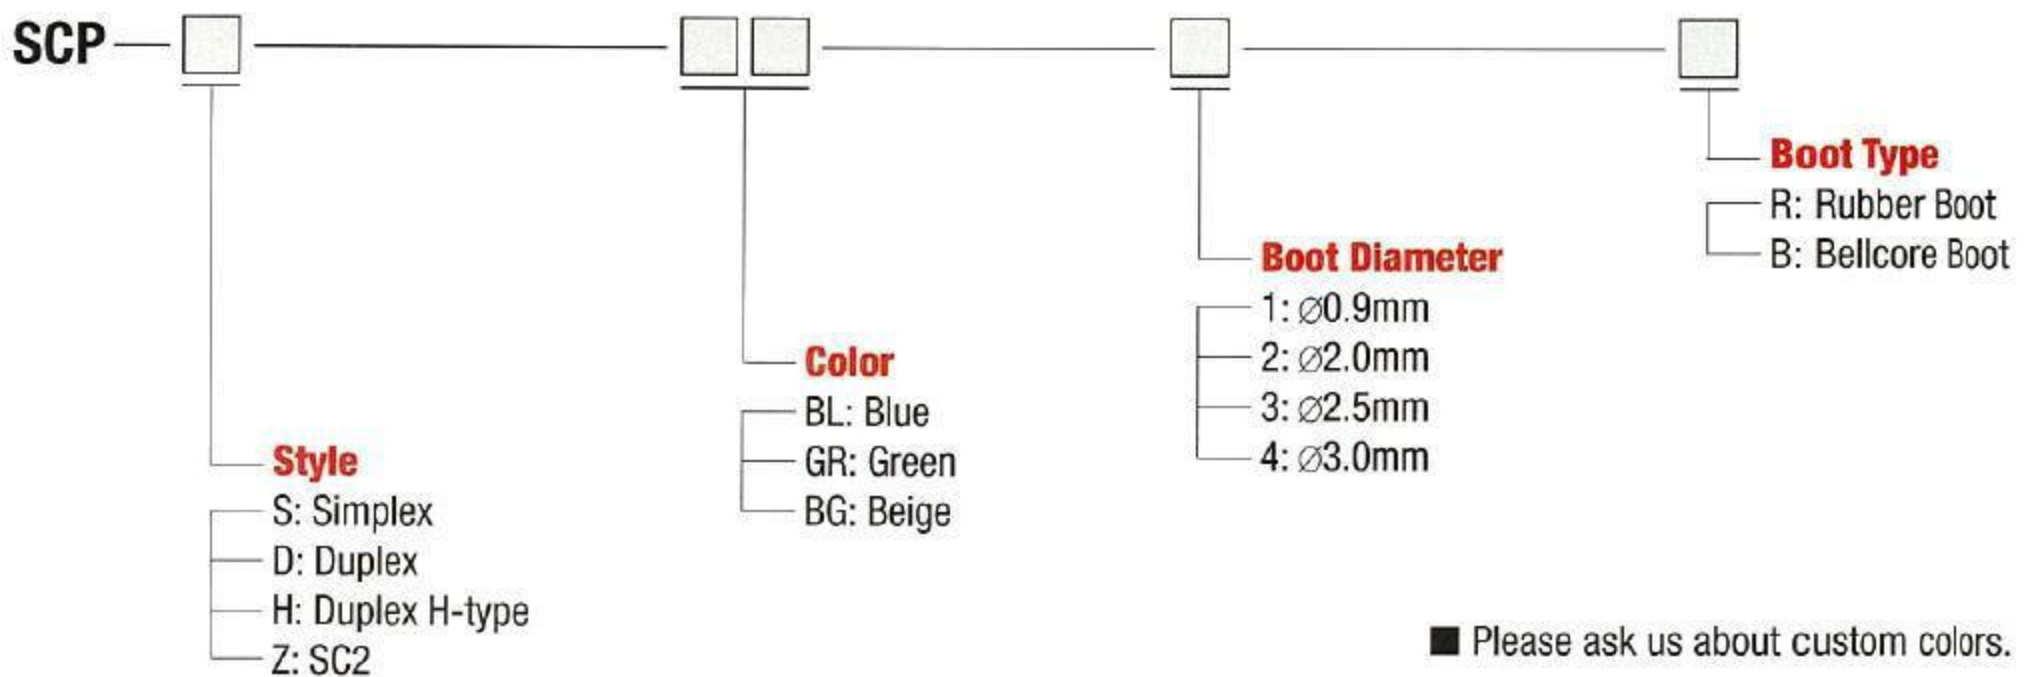 SCP
Boot Type
R: Rubber Boot
B: Bellcore Boot
Boot Diameter
1: ∅0.9mm
2: ∅2.0mm
3: ∅2.5mm
4: ∅3.0mm
Color
BL: Blue
GR: Green
BG: Beige
Style
S: Simplex
D: Duplex
H: Duplex H-type
Z: SC2
■ Please ask us about custom colors.